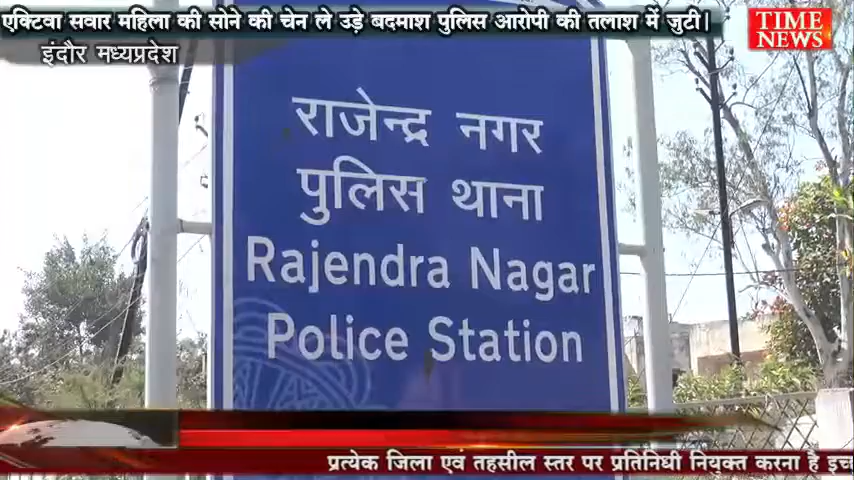 एक्टिवा सवार महिला की सोने की चेन ले उड़े बदमाश पुलिस आरोपी की तलाश में जुटी|
TIME
NEWS
इंदौर मध्यप्रदेश
राजेन्द्र नगर
पुलिस थाना
Rajendra Nagar
Police Station
प्रत्येक जिला एवं तहसील स्तर पर प्रतिनिधी नियुक्त करना है